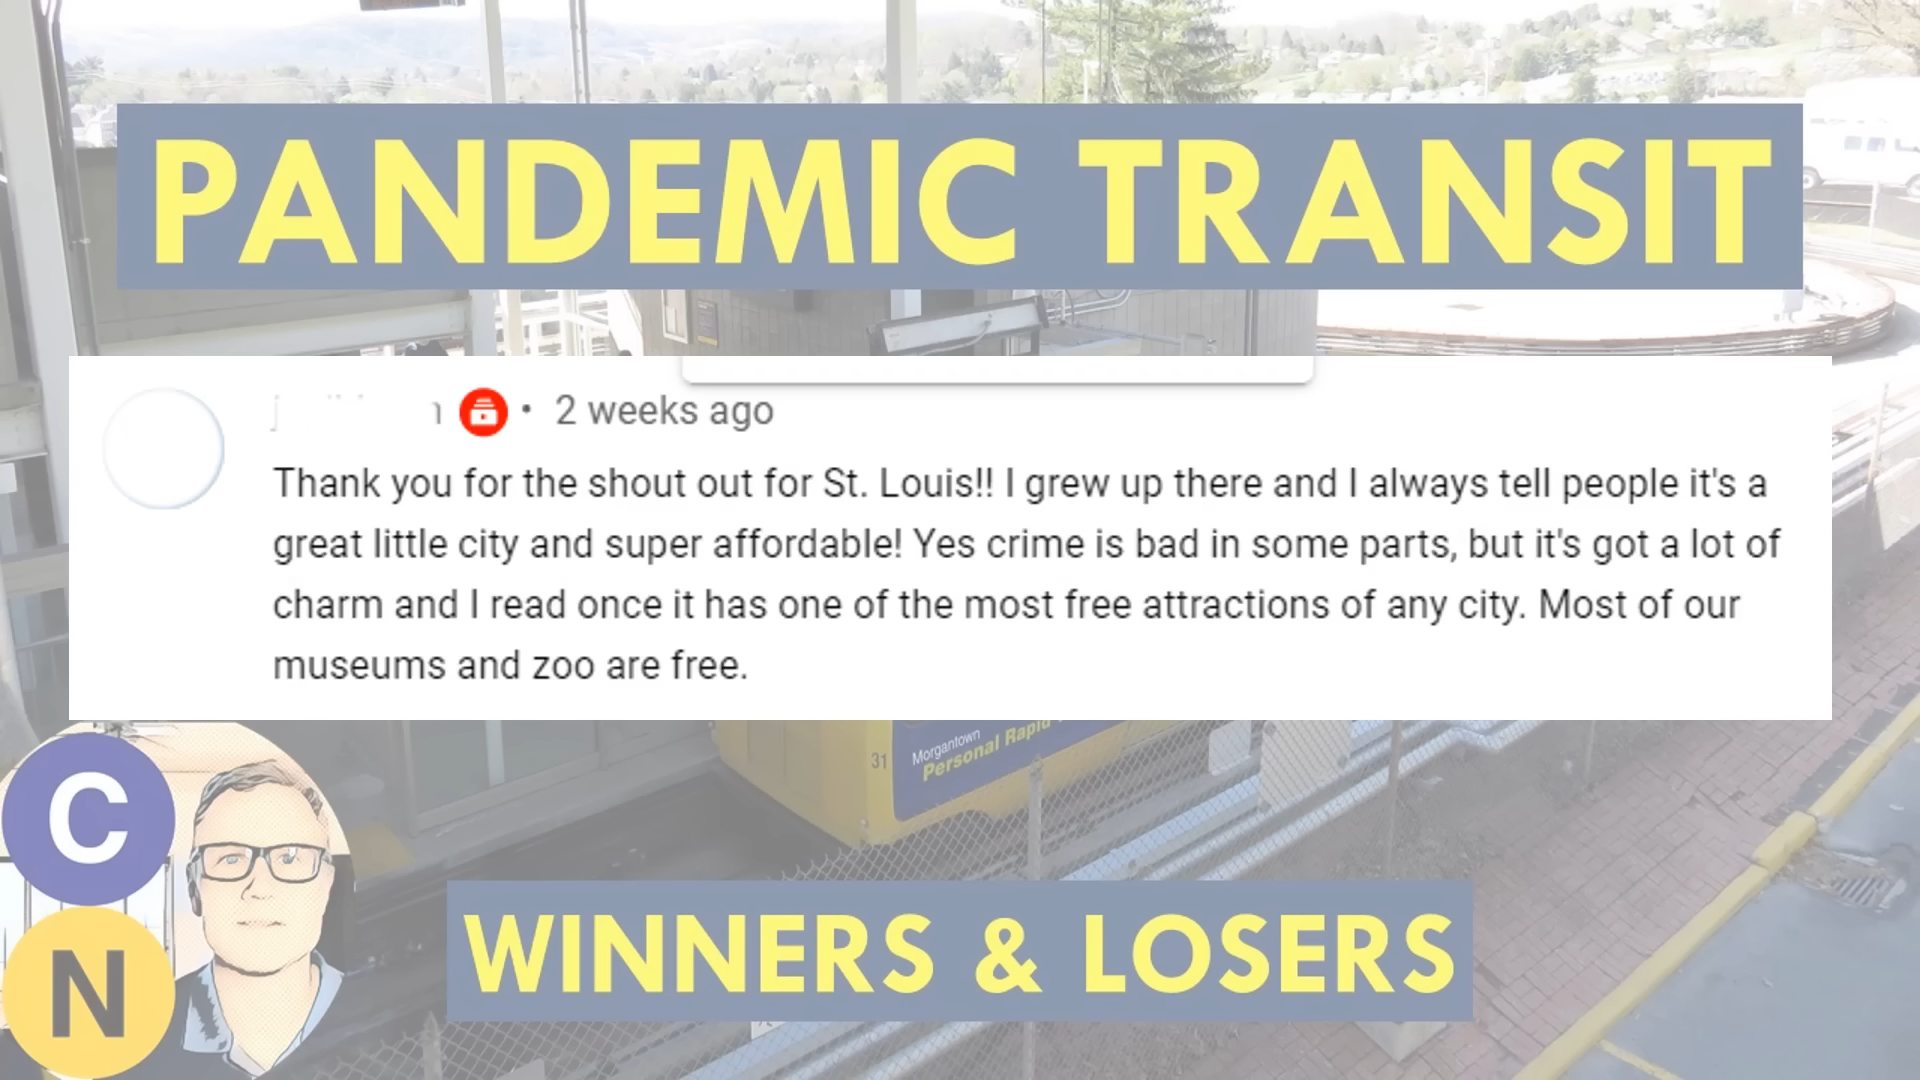 PANDEMIC TRANSIT
• 2 weeks ago
Thank you for the shout out for St. Louis!! I grew up there and I always tell people it's a
great little city and super affordable! Yes crime is bad in some parts, but it's got a lot of
charm and I read once it has one of the most free attractions of any city. Most of our
museums and zoo are free.
31
Morgantown
Personal Rapid
C
N
WINNERS & LOSERS